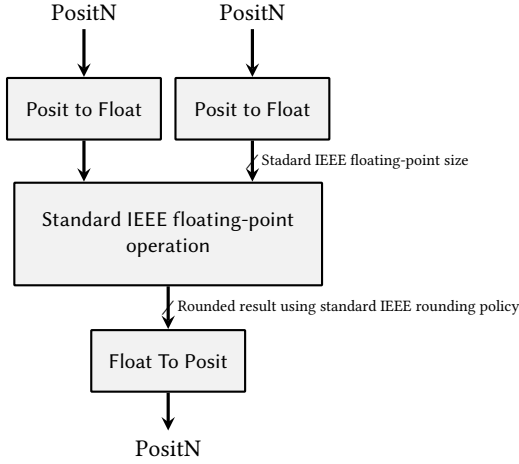 PositN PositN
Posit to Float Posit to Float
Stadard IEEE floating-point size
Standard IEEE floating-point
operation
Rounded result using standard IEEE rounding policy
Float To Posit
PositN